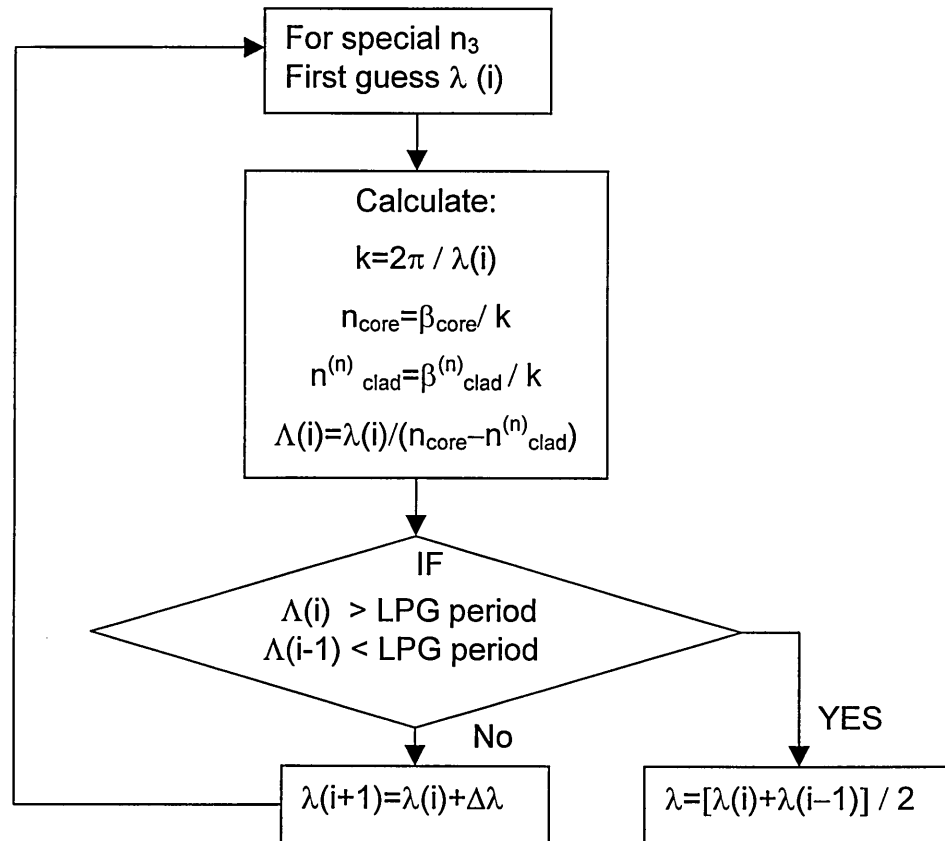 For special n₃
First guess λ (i)
Calculate:
k=2π / λ(i)
n_core=β_core/ k
n⁽ⁿ⁾ _clad=β⁽ⁿ⁾_clad / k
Λ(i)=λ(i)/(n_core–n⁽ⁿ⁾_clad)
IF
Λ(i) > LPG period
Λ(i-1) < LPG period
YES
No
λ(i+1)=λ(i)+Δλ
λ=[λ(i)+λ(i–1)] / 2